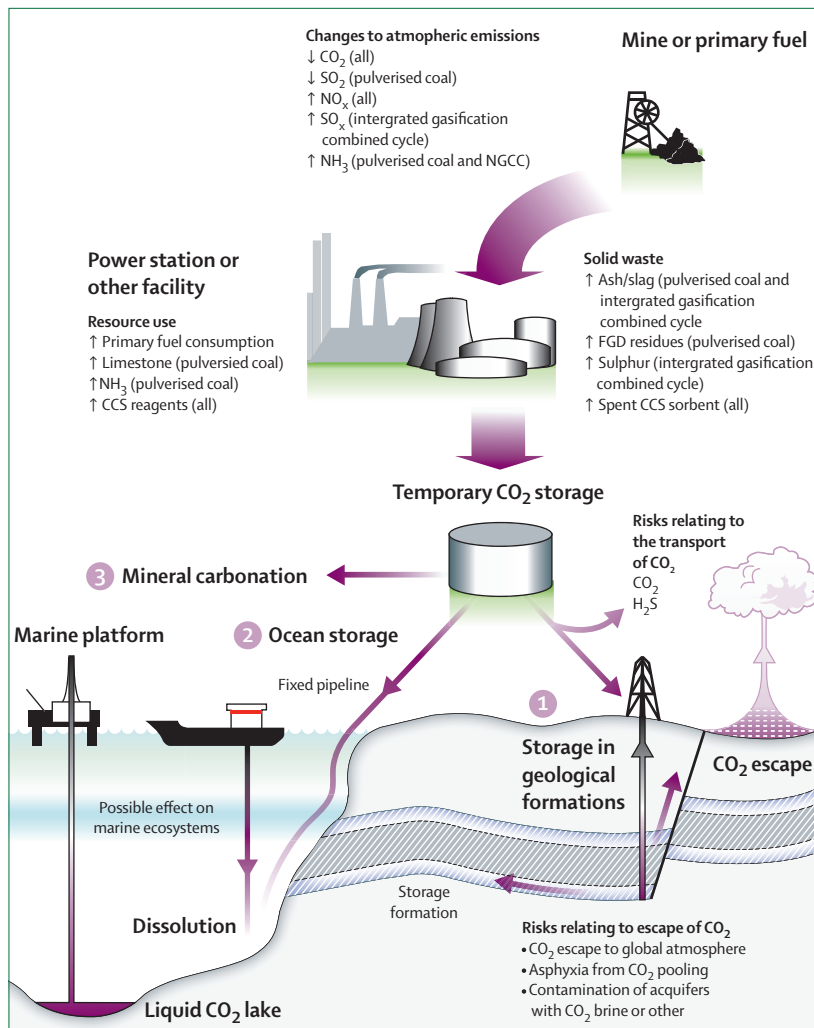 Changes to atmopheric emissions
↓ CO₂ (all)
↓ SO₂ (pulverised coal)
↑ NOₓ (all)
↑ SOₓ (intergrated gasification
combined cycle)
↑ NH₃ (pulverised coal and NGCC)
Mine or primary fuel
Power station or
other facility
Resource use
↑ Primary fuel consumption
↑ Limestone (pulversied coal)
↑NH₃ (pulverised coal)
↑ CCS reagents (all)
Solid waste
↑ Ash/slag (pulverised coal and
intergrated gasification
combined cycle
↑ FGD residues (pulverised coal)
↑ Sulphur (intergrated gasification
combined cycle)
↑ Spent CCS sorbent (all)
Temporary CO₂ storage
Risks relating to
the transport
of CO₂
CO₂
H₂S
3 Mineral carbonation
2 Ocean storage
Marine platform
Fixed pipeline
1
Storage in
geological
formations
CO₂ escape
Possible effect on
marine ecosystems
Storage
formation
Dissolution
Liquid CO₂ lake
Risks relating to escape of CO₂
• CO₂ escape to global atmosphere
• Asphyxia from CO₂ pooling
• Contamination of acquifers
with CO₂ brine or other